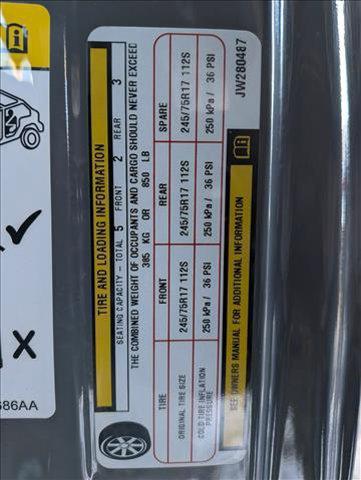 TIRE AND LOADING INFORMATION
SEATING CAPACITY - TOTAL 5 FRONT 2 REAR 3
THE COMBINED WEIGHT OF OCCUPANTS AND CARGO SHOULD NEVER EXCEED
385 KG OR 850 LB
TIRE FRONT REAR SPARE
ORIGINAL TIRE SIZE 245/75R17 112S 245/75R17 112S 245/75R17 112S
COLD TIRE INFLATION PRESSURE 250 kPa / 36 PSI 250 kPa / 36 PSI 250 kPa / 36 PSI
SEE OWNERS MANUAL FOR ADDITIONAL INFORMATION
JW280487
686AA